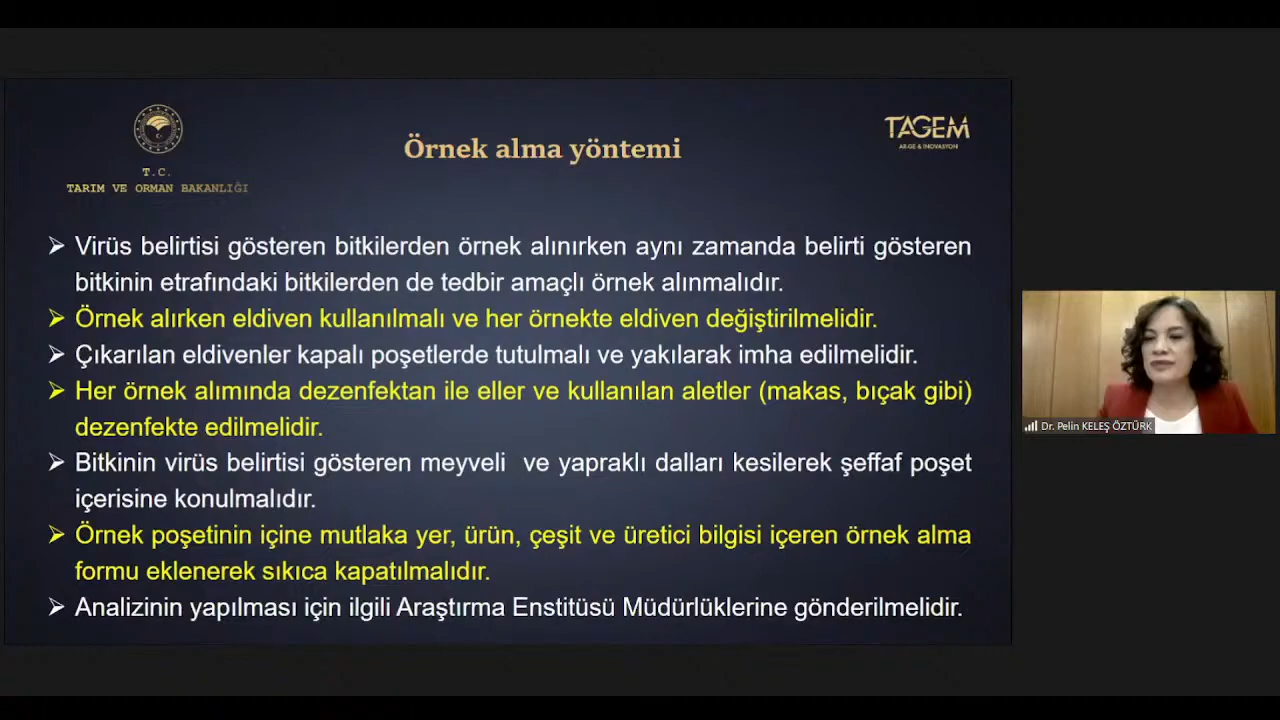 T.C.
TARIM VE ORMAN BAKANLIĞI
Örnek alma yöntemi
TAGEM
AR-GE & İNOVASYON
➢ Virüs belirtisi gösteren bitkilerden örnek alınırken aynı zamanda belirti gösteren
bitkinin etrafındaki bitkilerden de tedbir amaçlı örnek alınmalıdır.
➢ Örnek alırken eldiven kullanılmalı ve her örnekte eldiven değiştirilmelidir.
➢ Çıkarılan eldivenler kapalı poşetlerde tutulmalı ve yakılarak imha edilmelidir.
➢ Her örnek alımında dezenfektan ile eller ve kullanılan aletler (makas, bıçak gibi)
dezenfekte edilmelidir.
➢ Bitkinin virüs belirtisi gösteren meyveli ve yapraklı dalları kesilerek şeffaf poşet
içerisine konulmalıdır.
➢ Örnek poşetinin içine mutlaka yer, ürün, çeşit ve üretici bilgisi içeren örnek alma
formu eklenerek sıkıca kapatılmalıdır.
➢ Analizinin yapılması için ilgili Araştırma Enstitüsü Müdürlüklerine gönderilmelidir.
Dr. Pelin KELEŞ ÖZTÜRK